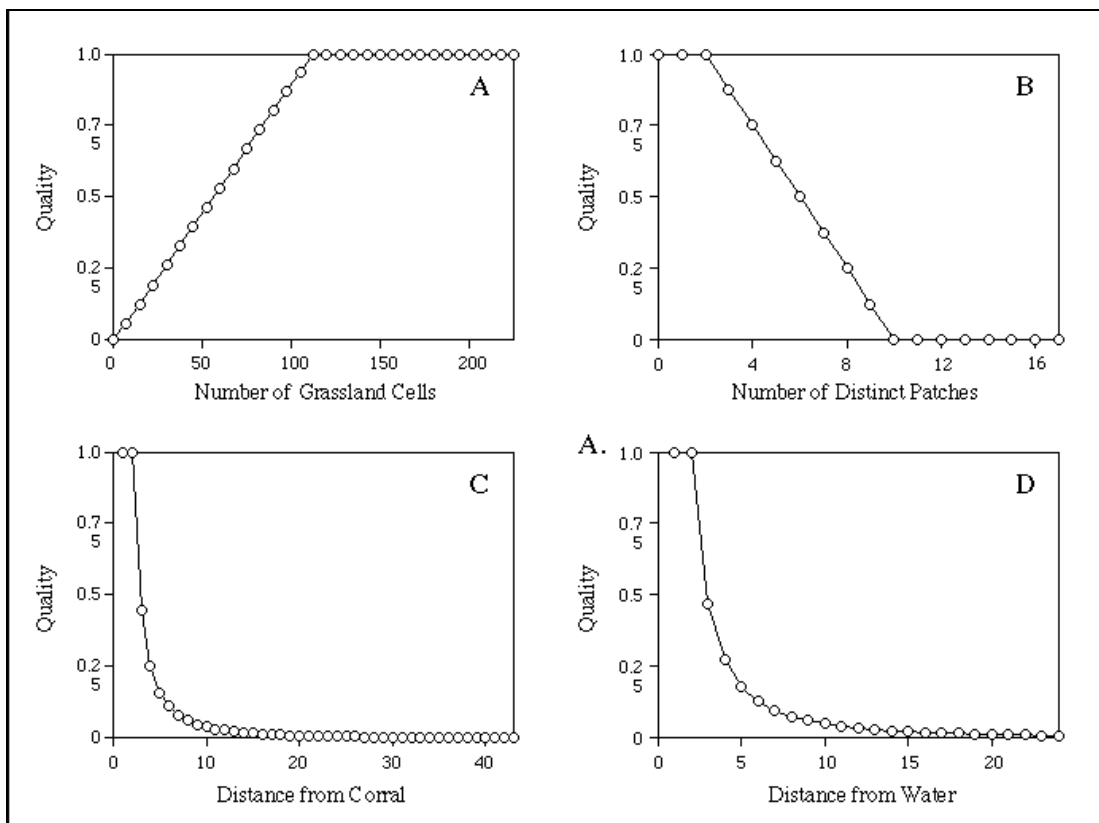 1.0
0.7
5
0.5
0.2
5
0
Quality
A
0 50 100 150 200
Number of Grassland Cells
1.0
0.7
5
0.5
0.2
5
0
Quality
B
0 4 8 12 16
Number of Distinct Patches
1.0
0.7
5
0.5
0.2
5
0
Quality
C
0 10 20 30 40
Distance from Corral
A.
1.0
0.7
5
0.5
0.2
5
0
Quality
D
0 5 10 15 20
Distance from Water